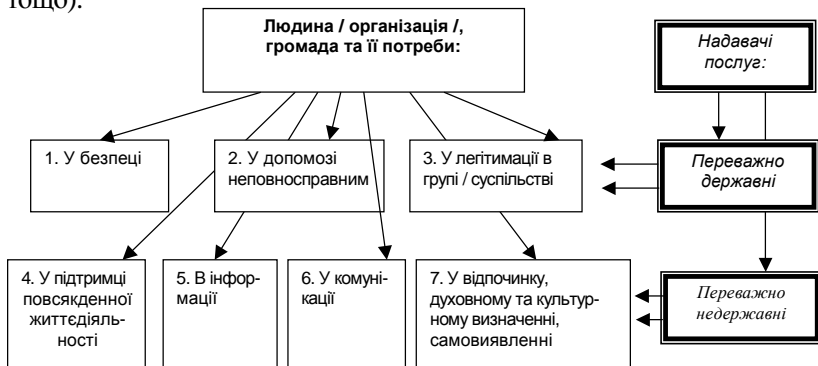 тощо).
Людина / організація /,
громада та її потреби:
Надавачі
послуг:
1. У безпеці
2. У допомозі
неповносправним
3. У легітимації в
групі / суспільстві
Переважно
державні
4. У підтримці
повсякденної
життєдіяль-
ності
5. В інфор-
мації
6. У комуні-
кації
7. У відпочинку,
духовному та культур-
ному визначенні,
самовиявленні
Переважно
недержавні